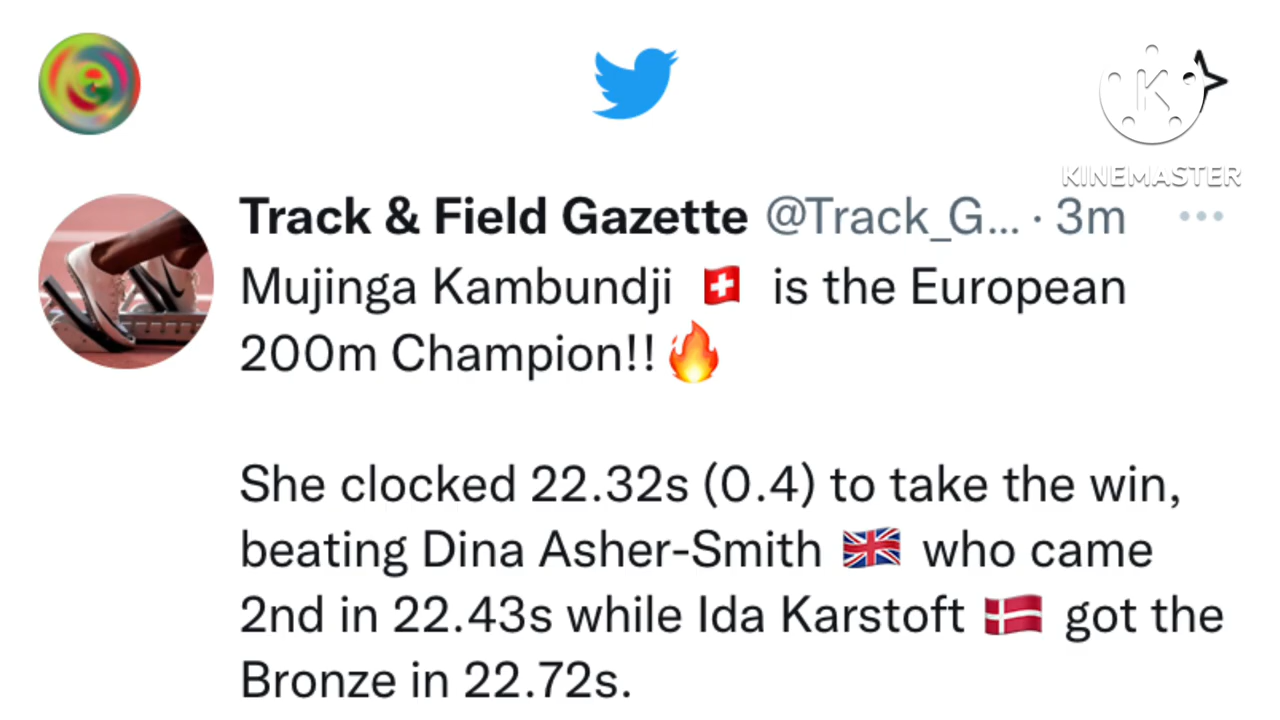 K
KINEMASTER
Track & Field Gazette @Track_G... · 3m ...
Mujinga Kambundji 🇨🇭 is the European
200m Champion!!🔥
She clocked 22.32s (0.4) to take the win,
beating Dina Asher-Smith 🇬🇧 who came
2nd in 22.43s while Ida Karstoft 🇩🇰 got the
Bronze in 22.72s.